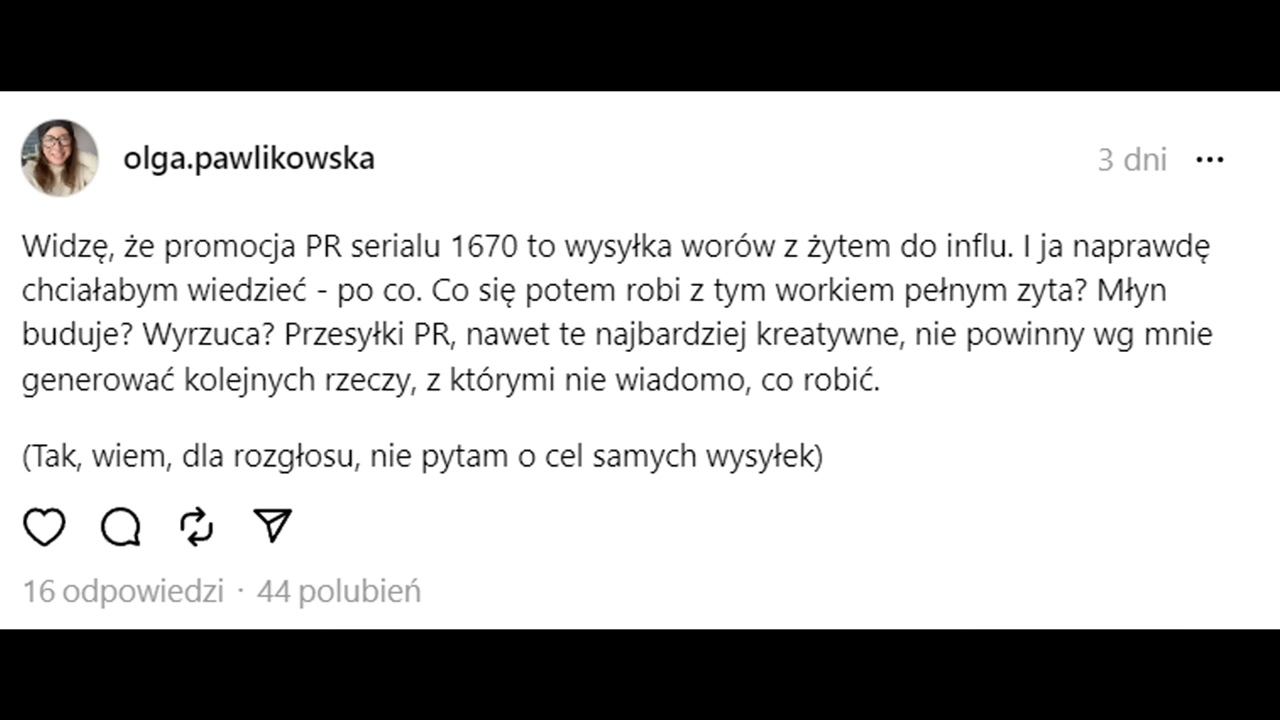 olga.pawlikowska
3 dni
Widzę, że promocja PR serialu 1670 to wysyłka worów z żytem do influ. I ja naprawdę
chciałabym wiedzieć - po co. Co się potem robi z tym workiem pełnym zyta? Młyn
buduje? Wyrzuca? Przesyłki PR, nawet te najbardziej kreatywne, nie powinny wg mnie
generować kolejnych rzeczy, z którymi nie wiadomo, co robić.
(Tak, wiem, dla rozgłosu, nie pytam o cel samych wysyłek)
16 odpowiedzi · 44 polubień